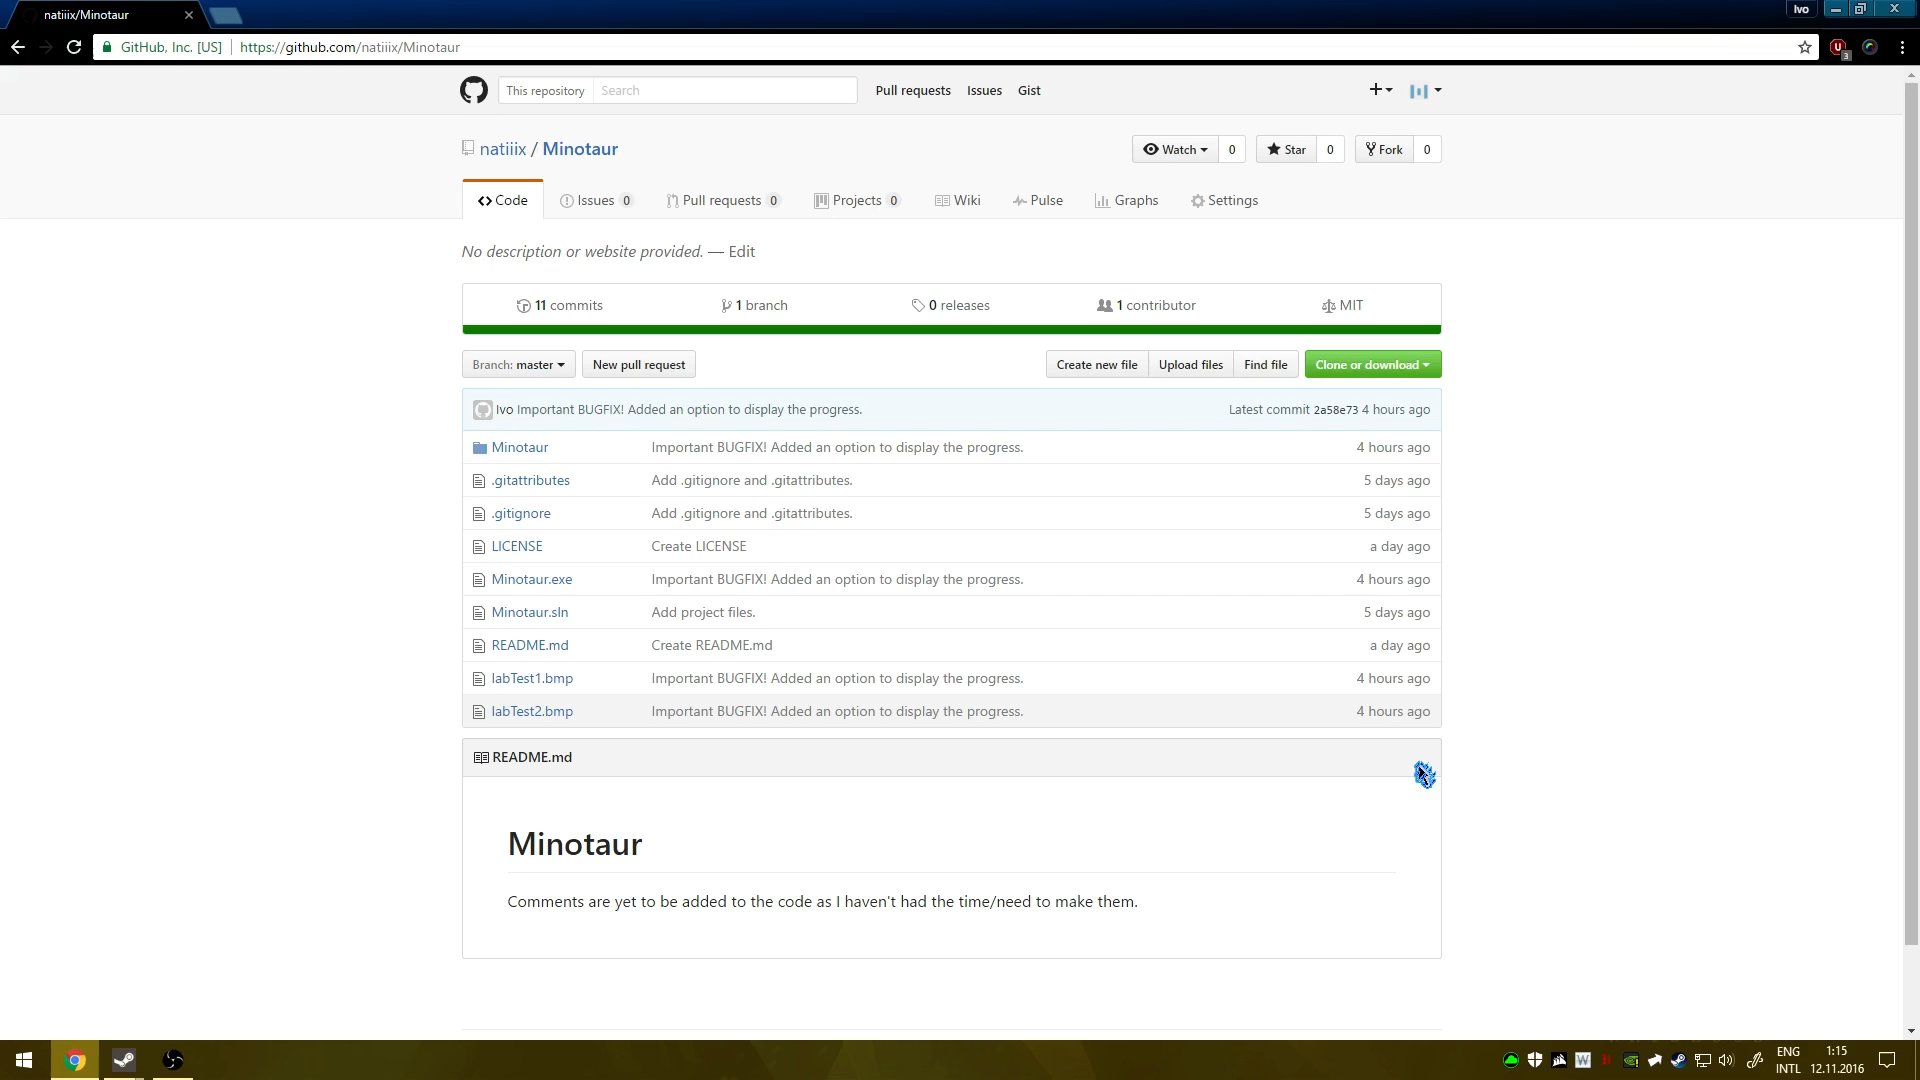 natiiix/Minotaur
Ivo
GitHub, Inc. [US] https://github.com/natiiix/Minotaur
3
This repository Search Pull requests Issues Gist
natiiix / Minotaur Watch 0 Star 0 Fork 0
Code Issues 0 Pull requests 0 Projects 0 Wiki Pulse Graphs Settings
No description or website provided. — Edit
11 commits 1 branch 0 releases 1 contributor MIT
Branch: master New pull request Create new file Upload files Find file Clone or download
Ivo Important BUGFIX! Added an option to display the progress. Latest commit 2a58e73 4 hours ago
Minotaur Important BUGFIX! Added an option to display the progress. 4 hours ago
.gitattributes Add .gitignore and .gitattributes. 5 days ago
.gitignore Add .gitignore and .gitattributes. 5 days ago
LICENSE Create LICENSE a day ago
Minotaur.exe Important BUGFIX! Added an option to display the progress. 4 hours ago
Minotaur.sln Add project files. 5 days ago
README.md Create README.md a day ago
labTest1.bmp Important BUGFIX! Added an option to display the progress. 4 hours ago
labTest2.bmp Important BUGFIX! Added an option to display the progress. 4 hours ago
README.md
Minotaur
Comments are yet to be added to the code as I haven't had the time/need to make them.
ENG 1:15
INTL 12.11.2016